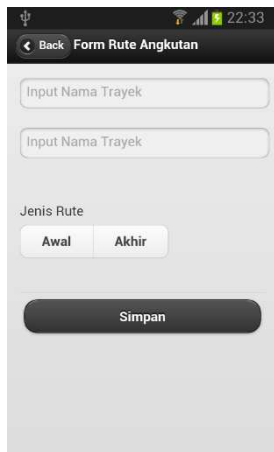 22:33
Back Form Rute Angkutan
Input Nama Trayek
Input Nama Trayek
Jenis Rute
Awal Akhir
Simpan